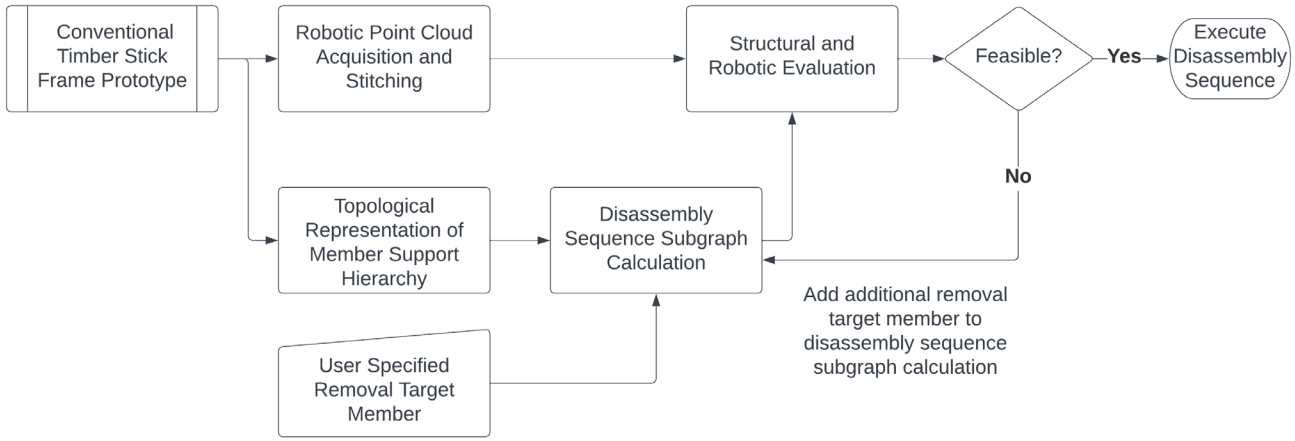 Conventional
Timber Stick
Frame Prototype
Robotic Point Cloud
Acquisition and
Stitching
Structural and
Robotic Evaluation
Feasible?
Yes
Execute
Disassembly
Sequence
No
Topological
Representation of
Member Support
Hierarchy
Disassembly
Sequence Subgraph
Calculation
Add additional removal
target member to
disassembly sequence
subgraph calculation
User Specified
Removal Target
Member